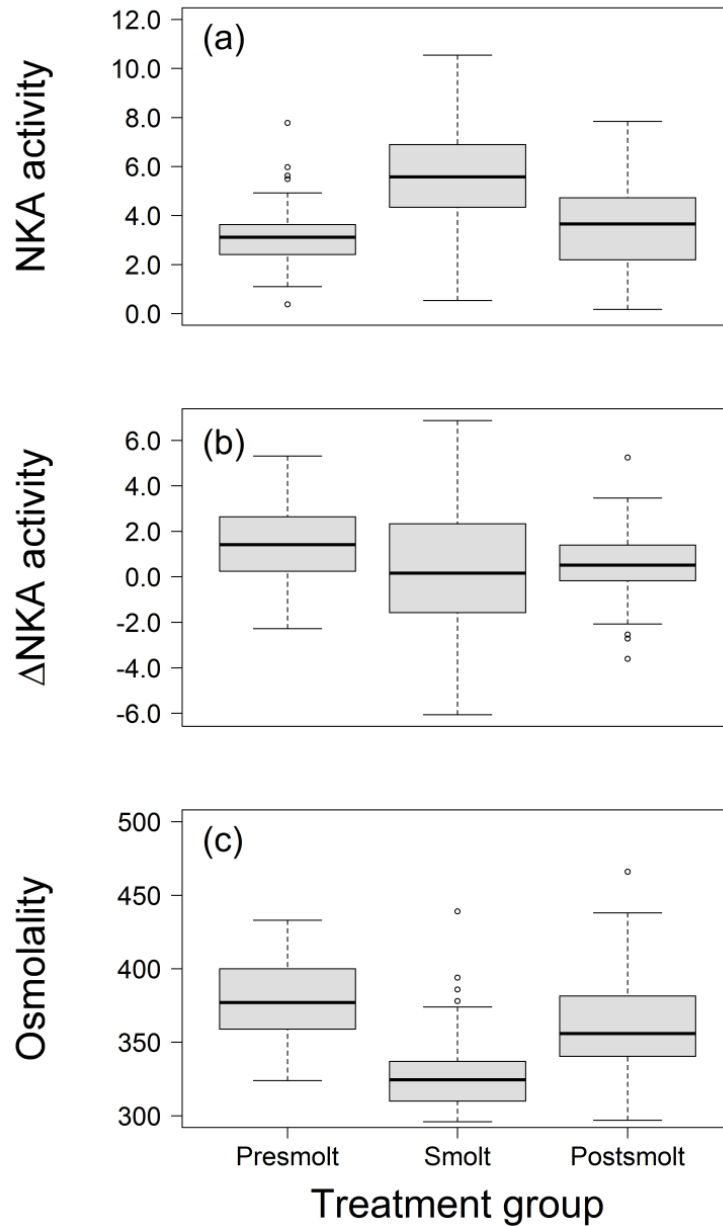 (a)
NKA activity
12.0
10.0
8.0
6.0
4.0
2.0
0.0
(b)
ΔNKA activity
6.0
4.0
2.0
0.0
-2.0
-4.0
-6.0
(c)
Osmolality
500
450
400
350
300
Presmolt Smolt Postsmolt
Treatment group